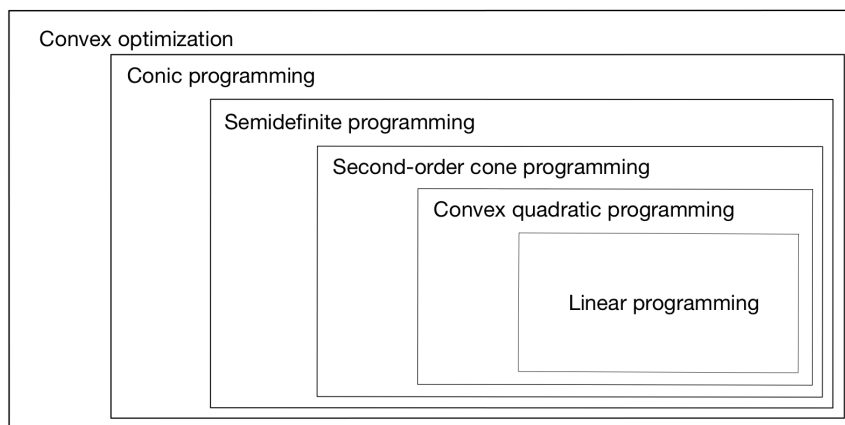 Convex optimization
Conic programming
Semidefinite programming
Second-order cone programming
Convex quadratic programming
Linear programming